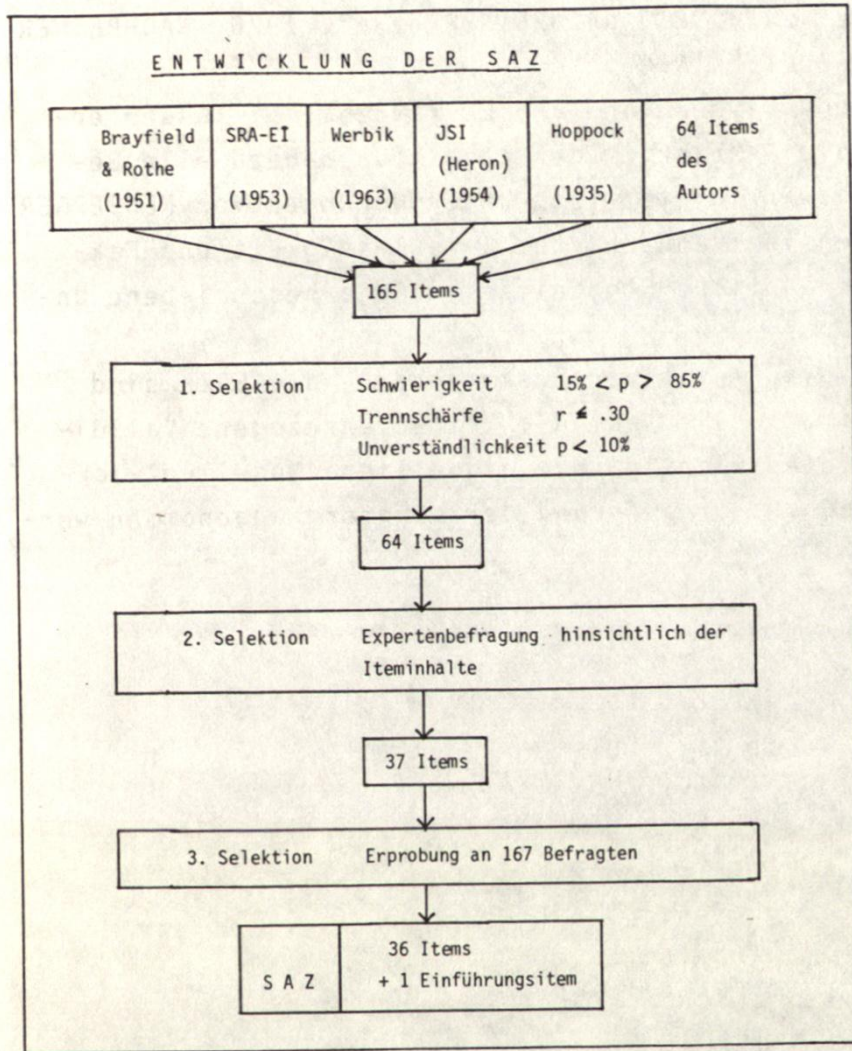 ENTWICKLUNG DER SAZ
Brayfield & Rothe (1951)
SRA-EI (1953)
Werbik (1963)
JSI (Heron) (1954)
Hoppock (1935)
64 Items des Autors
165 Items
1. Selektion Schwierigkeit 15% < p > 85%
Trennschärfe r ≰ .30
Unverständlichkeit p < 10%
64 Items
2. Selektion Expertenbefragung hinsichtlich der
Iteminhalte
37 Items
3. Selektion Erprobung an 167 Befragten
SAZ
36 Items
+ 1 Einführungsitem